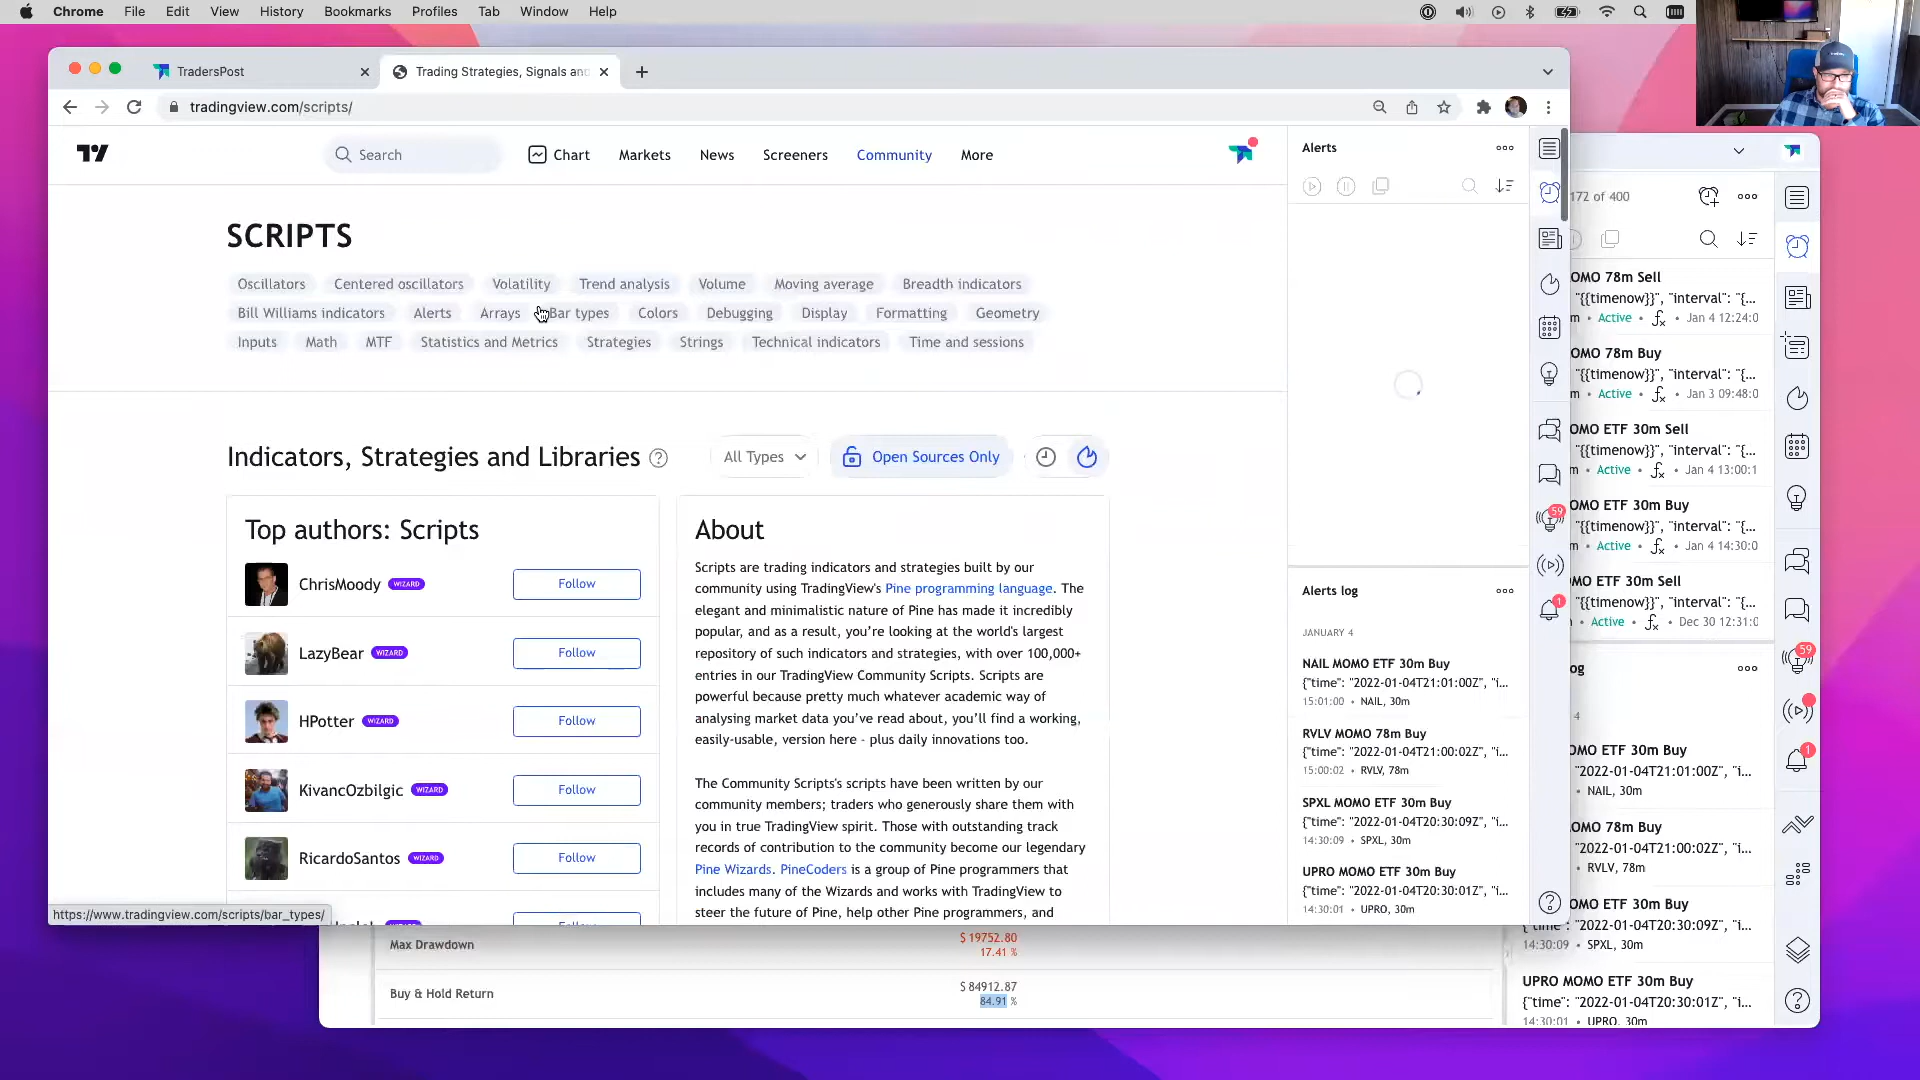 Chrome File Edit View History Bookmarks Profiles Tab Window Help
TradersPost
Trading Strategies, Signals and
tradingview.com/scripts/
Search
Chart
Markets
News
Screeners
Community
More
SCRIPTS
Oscillators Centered oscillators Volatility Trend analysis Volume Moving average Breadth indicators
Bill Williams indicators Alerts Arrays Bar types Colors Debugging Display Formatting Geometry
Inputs Math MTF Statistics and Metrics Strategies Strings Technical indicators Time and sessions
Indicators, Strategies and Libraries
All Types
Open Sources Only
Top authors: Scripts
ChrisMoody WIZARD Follow
LazyBear WIZARD Follow
HPotter WIZARD Follow
KivancOzbilgic WIZARD Follow
RicardoSantos WIZARD Follow
About
Scripts are trading indicators and strategies built by our
community using TradingView's Pine programming language. The
elegant and minimalistic nature of Pine has made it incredibly
popular, and as a result, you're looking at the world's largest
repository of such indicators and strategies, with over 100,000+
entries in our TradingView Community Scripts. Scripts are
powerful because pretty much whatever academic way of
analysing market data you've read about, you'll find a working,
easily-usable, version here - plus daily innovations too.
The Community Scripts's scripts have been written by our
community members; traders who generously share them with
you in true TradingView spirit. Those with outstanding track
records of contribution to the community become our legendary
Pine Wizards. PineCoders is a group of Pine programmers that
includes many of the Wizards and works with TradingView to
steer the future of Pine, help other Pine programmers, and
https://www.tradingview.com/scripts/bar_types/
Alerts
Alerts log
JANUARY 4
NAIL MOMO ETF 30m Buy
{"time": "2022-01-04T21:01:00Z", "i...
15:01:00 • NAIL, 30m
RVLV MOMO 78m Buy
{"time": "2022-01-04T21:00:02Z", "i...
15:00:02 • RVLV, 78m
SPXL MOMO ETF 30m Buy
{"time": "2022-01-04T20:30:09Z", "i...
14:30:09 • SPXL, 30m
UPRO MOMO ETF 30m Buy
{"time": "2022-01-04T20:30:01Z", "i...
14:30:01 • UPRO, 30m
59
1
172 of 400
OMO 78m Sell
"{{timenow}}", "interval": "{...
m • Active • fx • Jan 4 12:24:0
OMO 78m Buy
"{{timenow}}", "interval": "{...
m • Active • fx • Jan 3 09:48:0
OMO ETF 30m Sell
"{{timenow}}", "interval": "{...
m • Active • fx • Jan 4 13:00:1
OMO ETF 30m Buy
"{{timenow}}", "interval": "{...
m • Active • fx • Jan 4 14:30:0
MO ETF 30m Sell
"{{timenow}}", "interval": "{...
• Active • fx • Dec 30 12:31:0
og
4
OMO ETF 30m Buy
"2022-01-04T21:01:00Z", "i...
• NAIL, 30m
OMO 78m Buy
"2022-01-04T21:00:02Z", "i...
• RVLV, 78m
OMO ETF 30m Buy
"2022-01-04T20:30:09Z", "i...
14:30:09 • SPXL, 30m
UPRO MOMO ETF 30m Buy
{"time": "2022-01-04T20:30:01Z", "i...
14:30:01 • UPRO, 30m
59
1
Max Drawdown
$ 19752.80
17.41 %
Buy & Hold Return
$ 84912.87
84.91 %